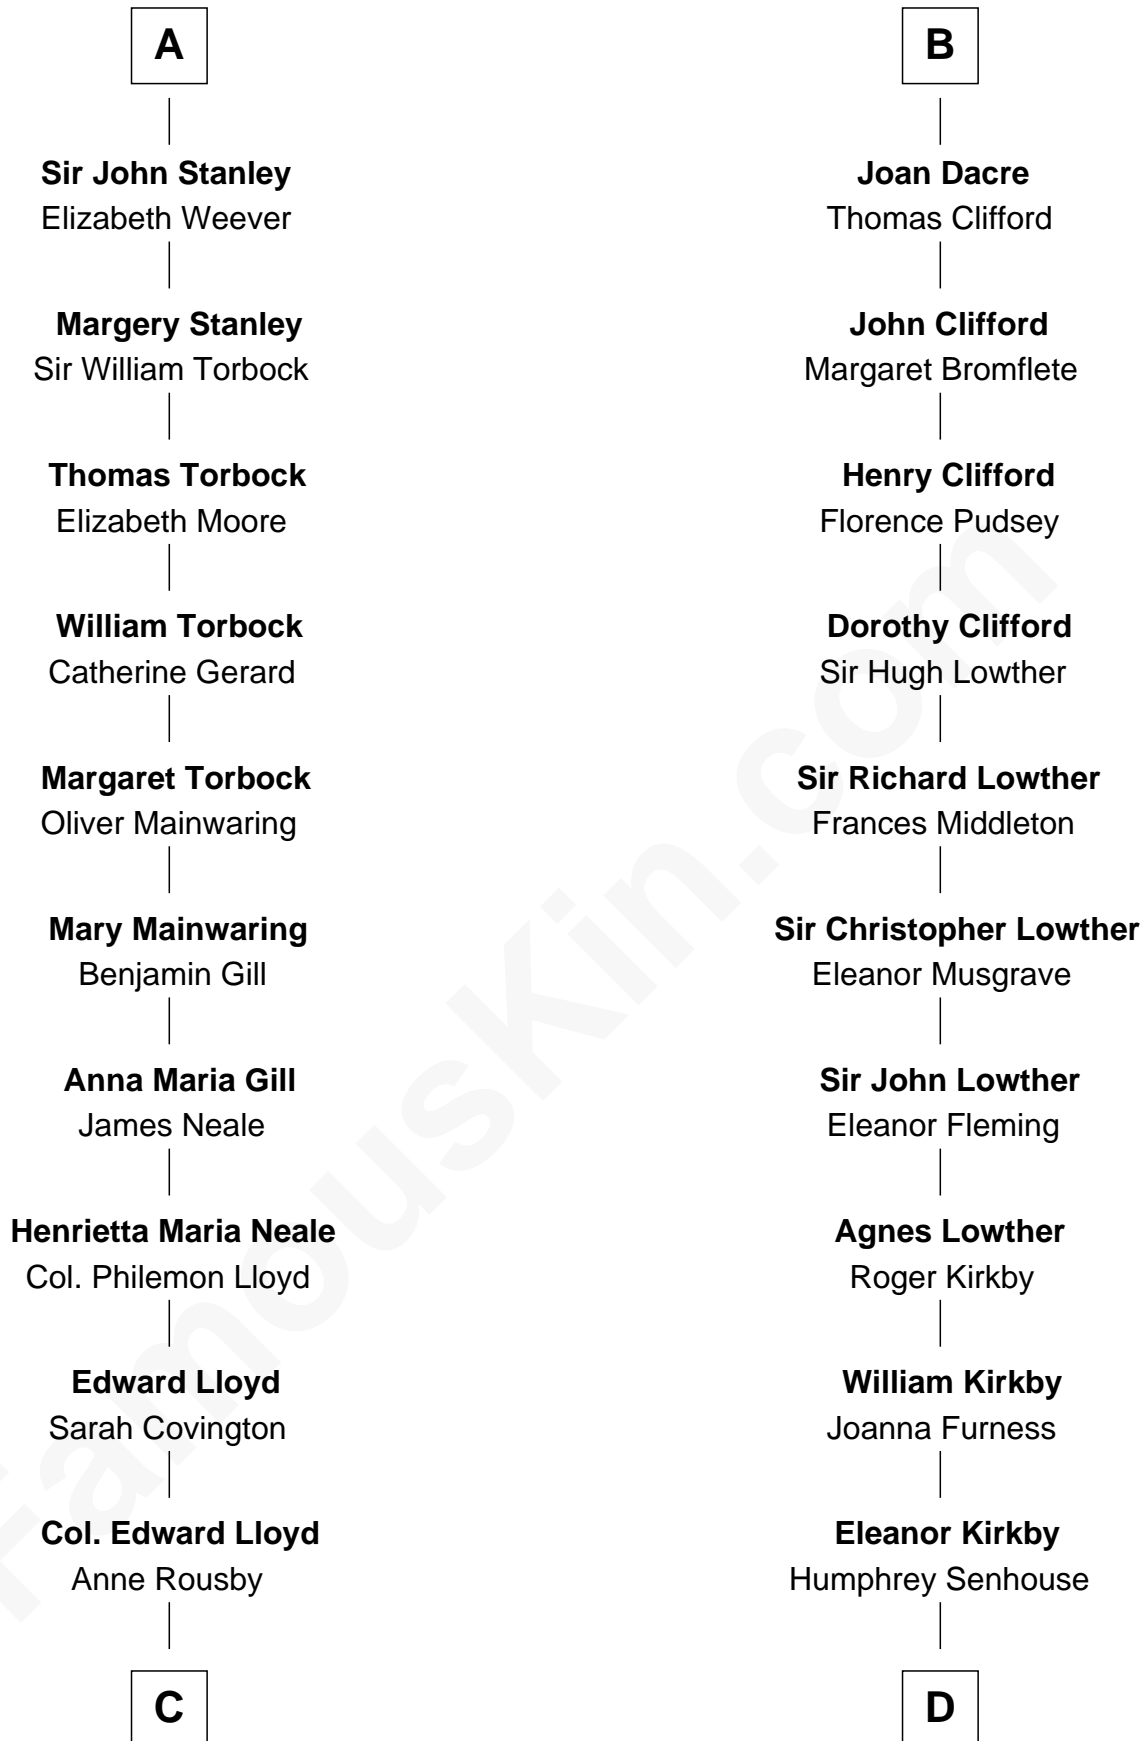 A
Sir John Stanley
Elizabeth Weever
Margery Stanley
Sir William Torbock
Thomas Torbock
Elizabeth Moore
William Torbock
Catherine Gerard
Margaret Torbock
Oliver Mainwaring
Mary Mainwaring
Benjamin Gill
Anna Maria Gill
James Neale
Henrietta Maria Neale
Col. Philemon Lloyd
Edward Lloyd
Sarah Covington
Col. Edward Lloyd
Anne Rousby
C
B
Joan Dacre
Thomas Clifford
John Clifford
Margaret Bromflete
Henry Clifford
Florence Pudsey
Dorothy Clifford
Sir Hugh Lowther
Sir Richard Lowther
Frances Middleton
Sir Christopher Lowther
Eleanor Musgrave
Sir John Lowther
Eleanor Fleming
Agnes Lowther
Roger Kirkby
William Kirkby
Joanna Furness
Eleanor Kirkby
Humphrey Senhouse
D
FamousKin.com